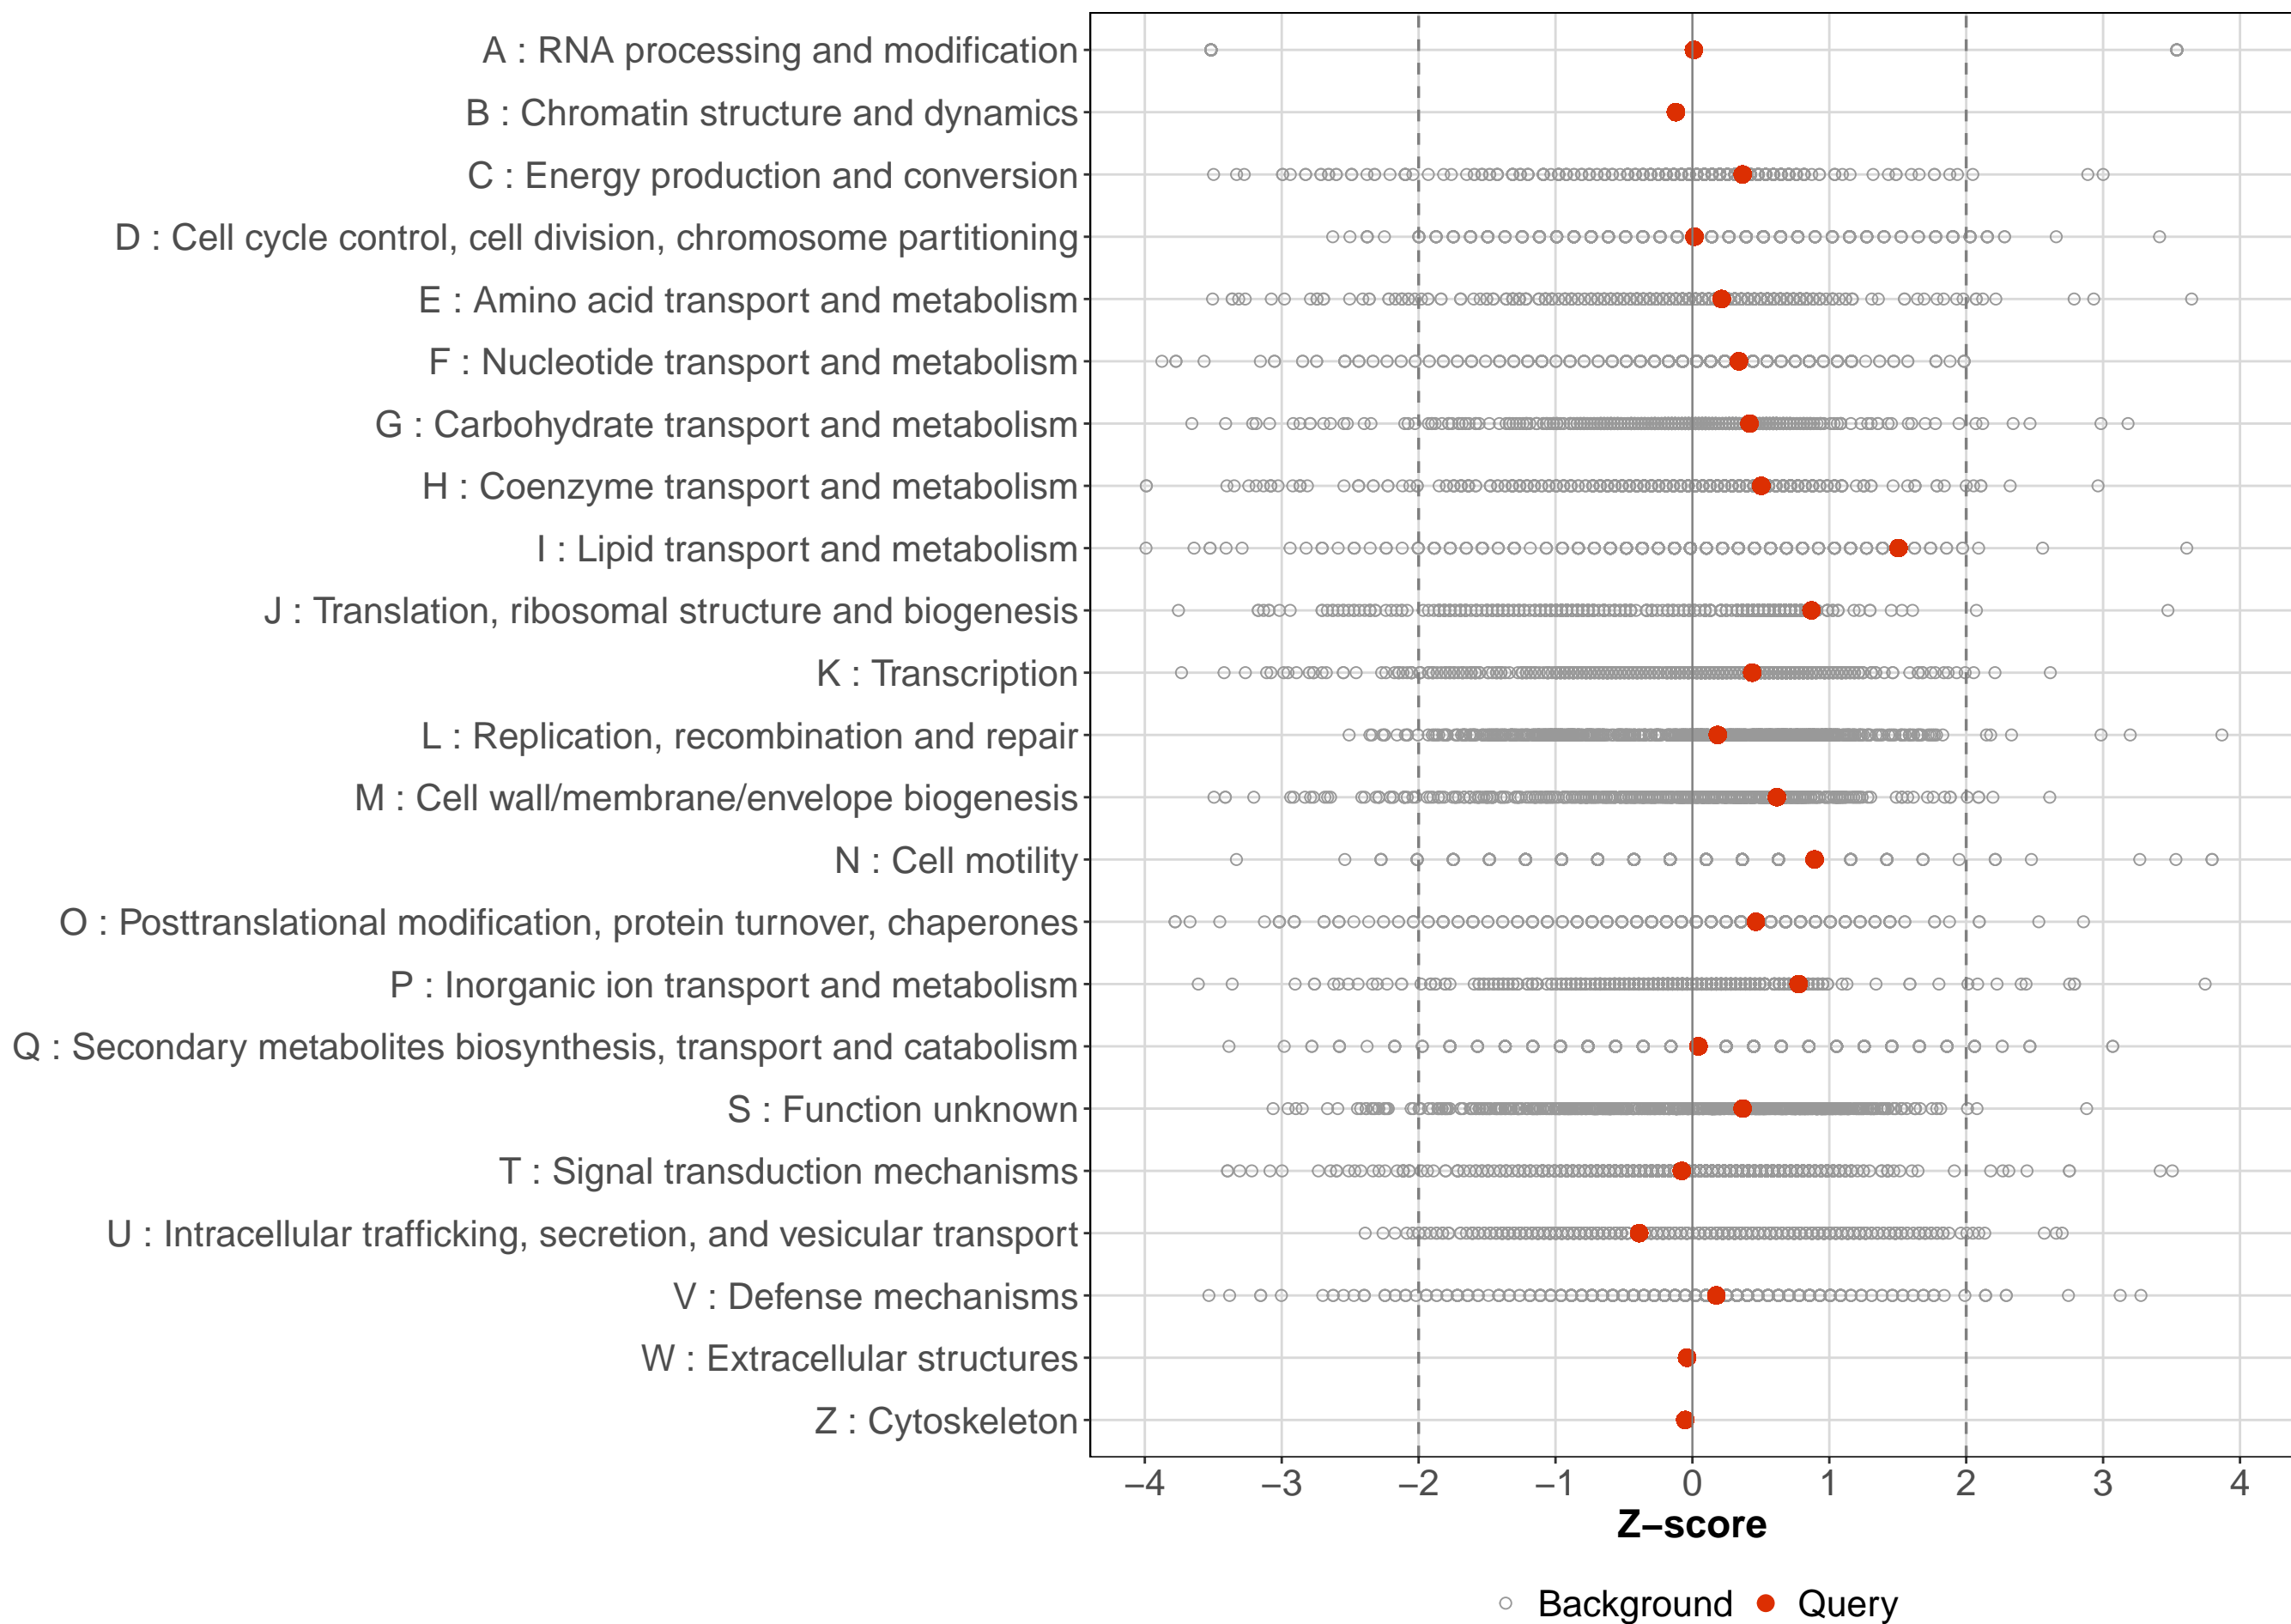 A : RNA processing and modification
B : Chromatin structure and dynamics
C : Energy production and conversion
D : Cell cycle control, cell division, chromosome partitioning
E : Amino acid transport and metabolism
F : Nucleotide transport and metabolism
G : Carbohydrate transport and metabolism
H : Coenzyme transport and metabolism
I : Lipid transport and metabolism
J : Translation, ribosomal structure and biogenesis
K : Transcription
L : Replication, recombination and repair
M : Cell wall/membrane/envelope biogenesis
N : Cell motility
O : Posttranslational modification, protein turnover, chaperones
P : Inorganic ion transport and metabolism
Q : Secondary metabolites biosynthesis, transport and catabolism
S : Function unknown
T : Signal transduction mechanisms
U : Intracellular trafficking, secretion, and vesicular transport
V : Defense mechanisms
W : Extracellular structures
Z : Cytoskeleton
−4 −3 −2 −1 0 1 2 3 4
Z−score
Background Query